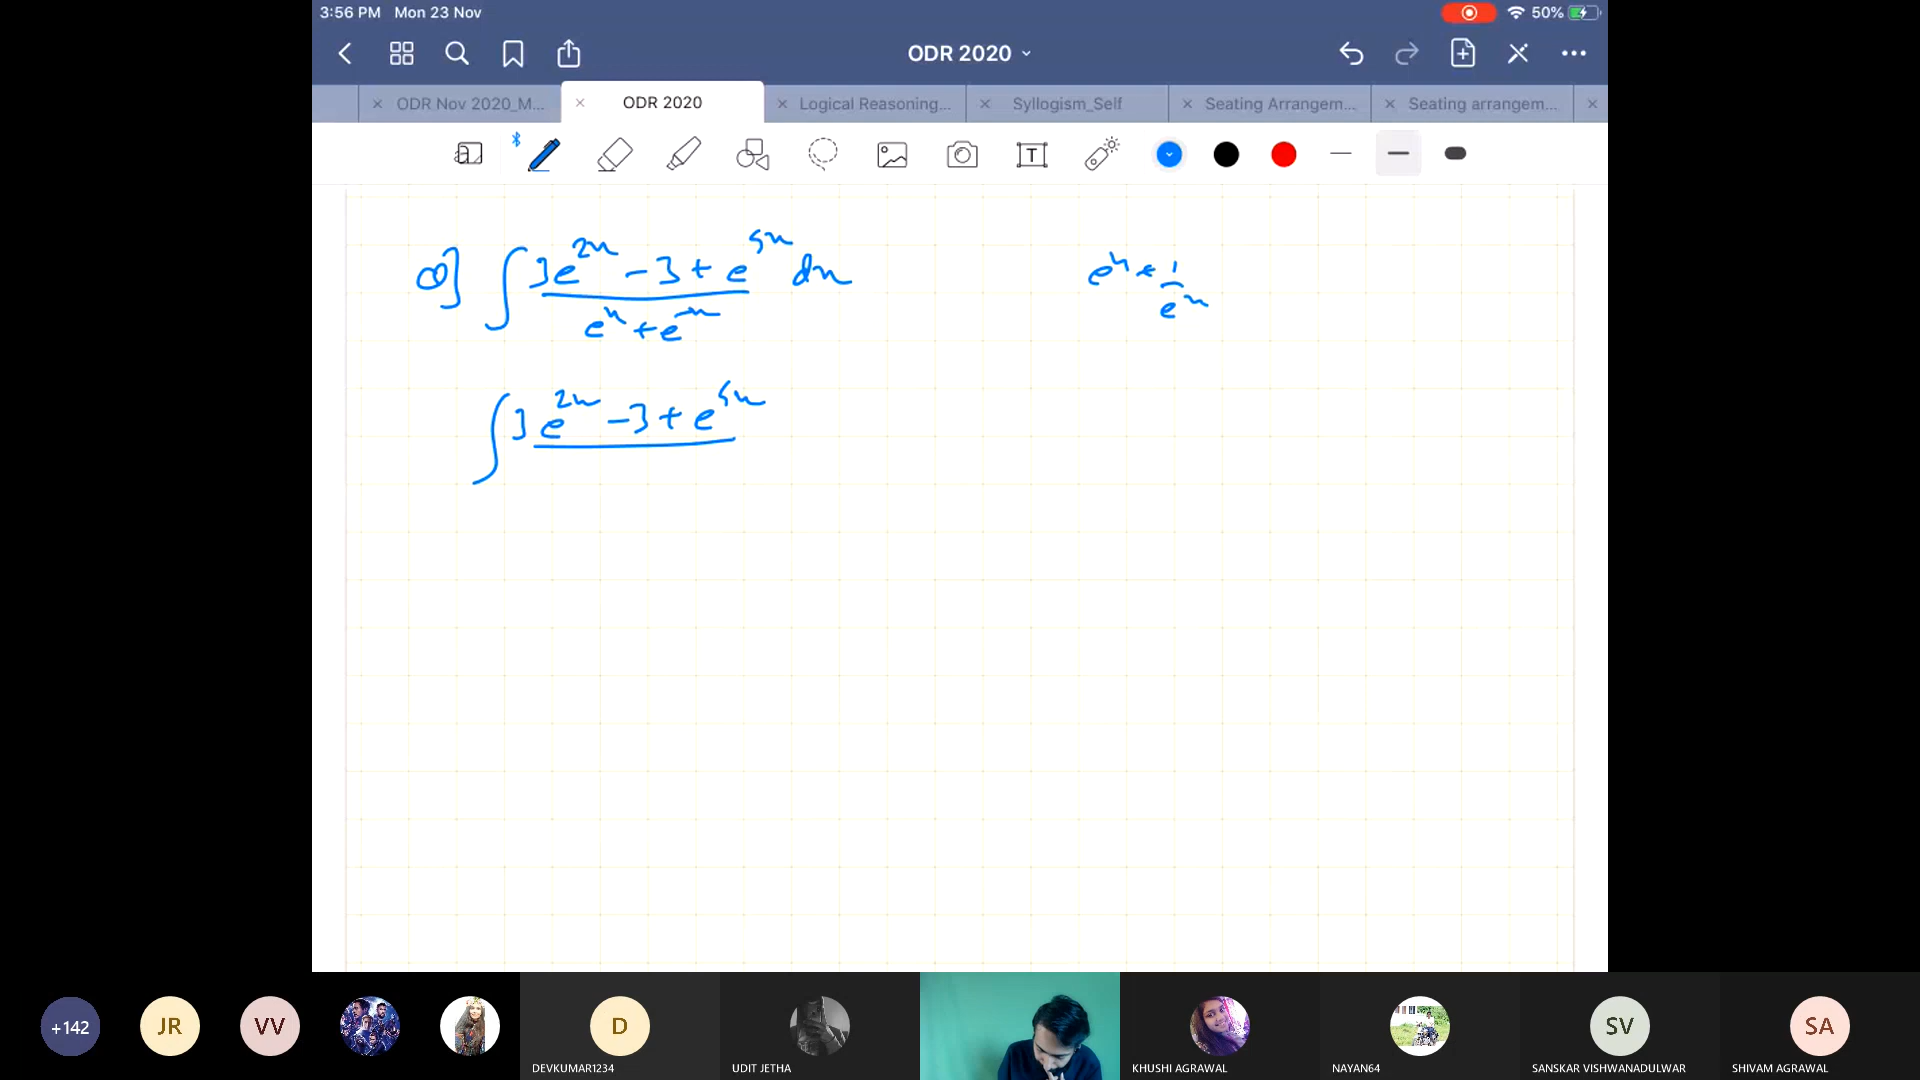 3:56 PM Mon 23 Nov
50%
ODR 2020
ODR Nov 2020_M...
ODR 2020
Logical Reasoning...
Syllogism_Self
Seating Arrangem...
Seating arrangem...
Q] ∫ 3e^2x - 3 + e^5x dx
e^x + e^-x
e^x + 1
e^x
∫ 3e^2x - 3 + e^5x
+142
JR
VV
D
DEVKUMAR1234
UDIT JETHA
KHUSHI AGRAWAL
NAYAN64
SV
SANSKAR VISHWANADULWAR
SA
SHIVAM AGRAWAL